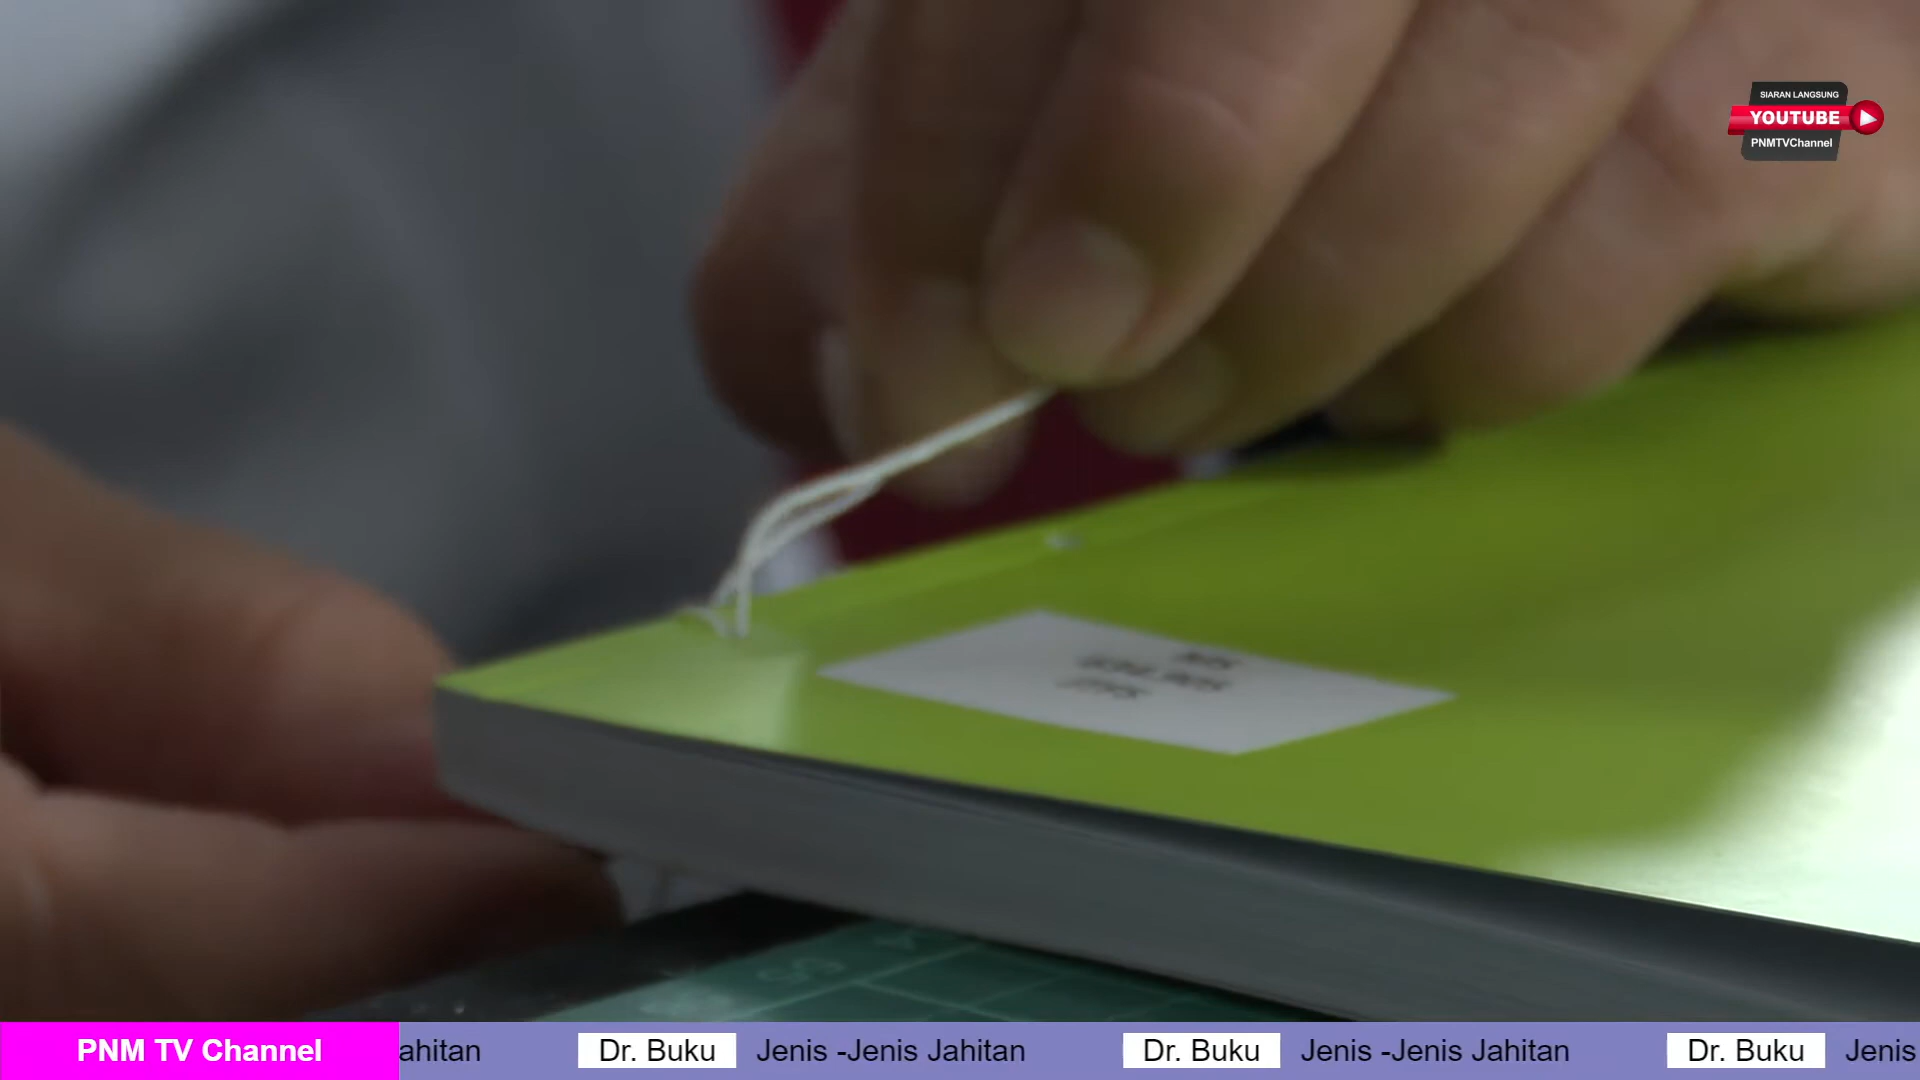 SIARAN LANGSUNG
YOUTUBE
PNMTVChannel
PNM TV Channel
ahitan Dr. Buku Jenis -Jenis Jahitan Dr. Buku Jenis -Jenis Jahitan Dr. Buku Jenis